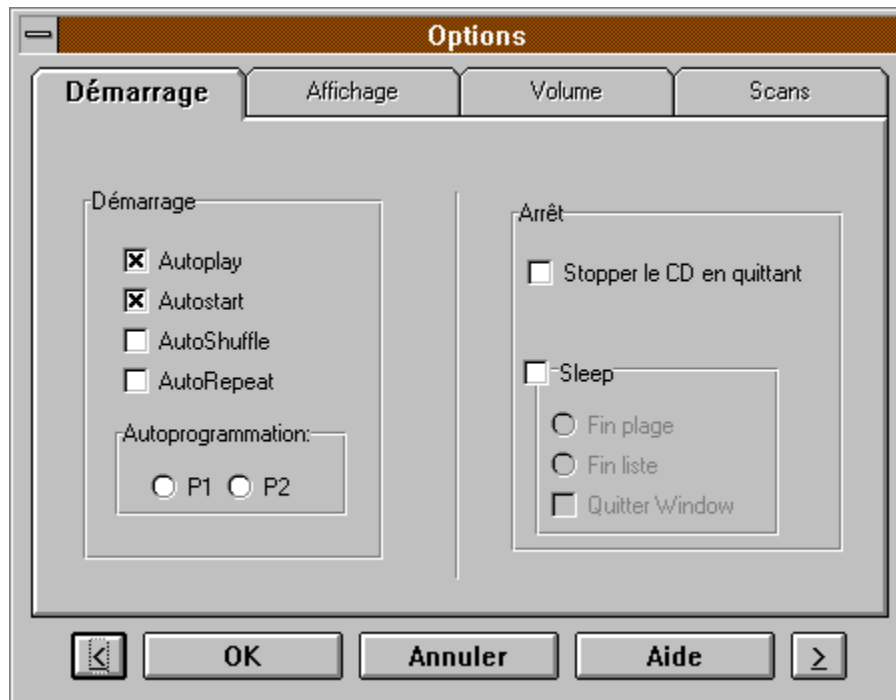 Options
Démarrage Affichage Volume Scans
Démarrage
Autoplay
Autostart
AutoShuffle
AutoRepeat
Autoprogrammation:
P1 P2
Arrêt
Stopper le CD en quittant
Sleep
Fin plage
Fin liste
Quitter Window
< OK Annuler Aide >